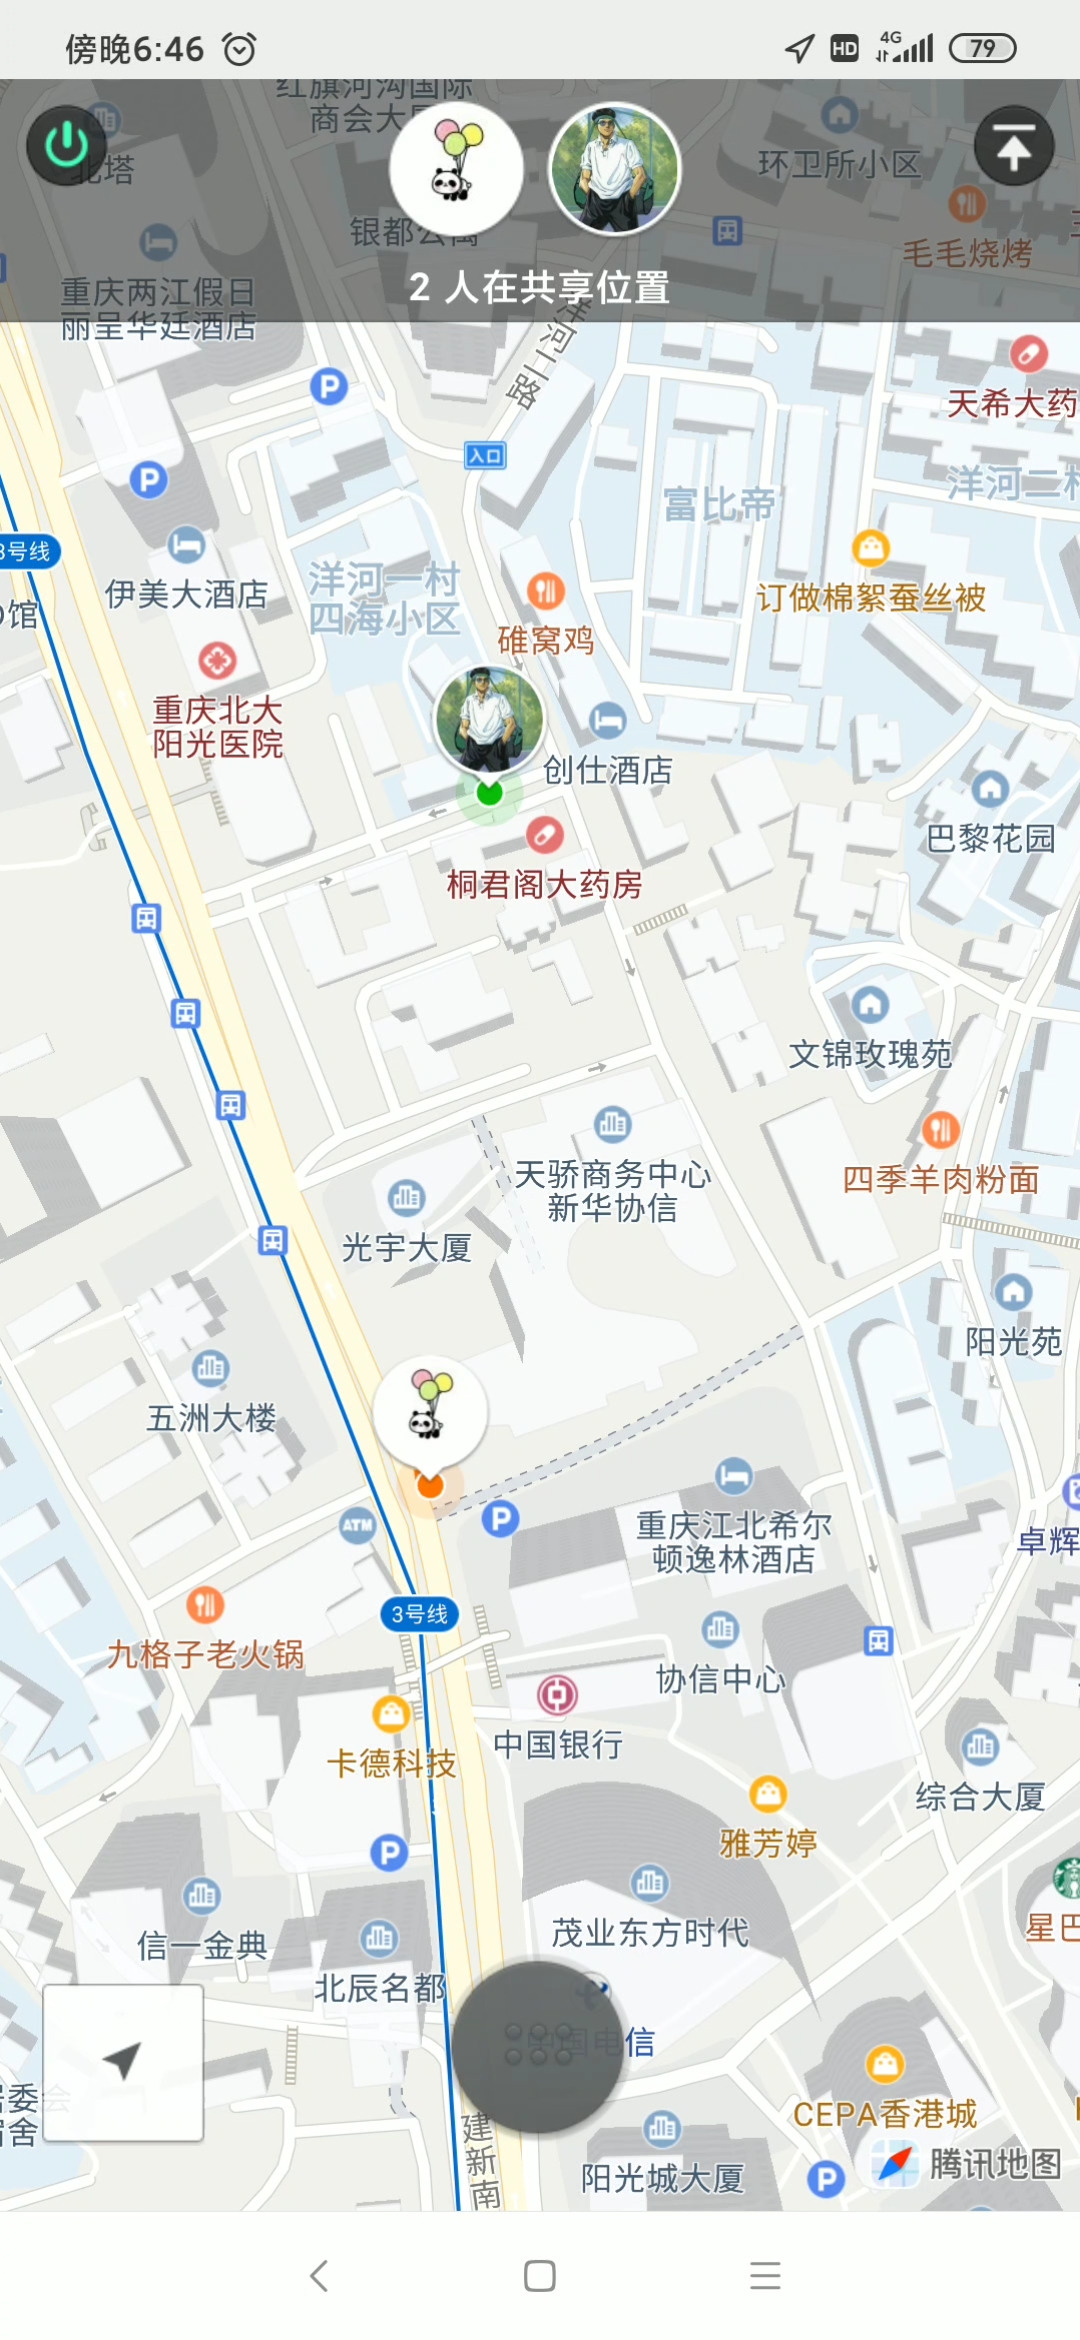 傍晚6:46
HD
4G
79
红旗河沟国际
商会大
北塔
环卫所小区
银都公寓
毛毛烧烤
2 人在共享位置
重庆两江假日
丽呈华廷酒店
洋河二路
P
天希大药
入口
P
洋河二村
富比帝
3号线
伊美大酒店
洋河一村
四海小区
订做棉絮蚕丝被
馆
碓窝鸡
重庆北大
阳光医院
创仕酒店
巴黎花园
桐君阁大药房
文锦玫瑰苑
天骄商务中心
新华协信
四季羊肉粉面
光宇大厦
阳光苑
五洲大楼
P
ATM
重庆江北希尔
顿逸林酒店
卓辉
3号线
九格子老火锅
协信中心
中国银行
卡德科技
综合大厦
雅芳婷
P
星巴
茂业东方时代
信一金典
北辰名都
中国电信
居委会
宿舍
CEPA香港城
建新南
阳光城大厦
P
腾讯地图